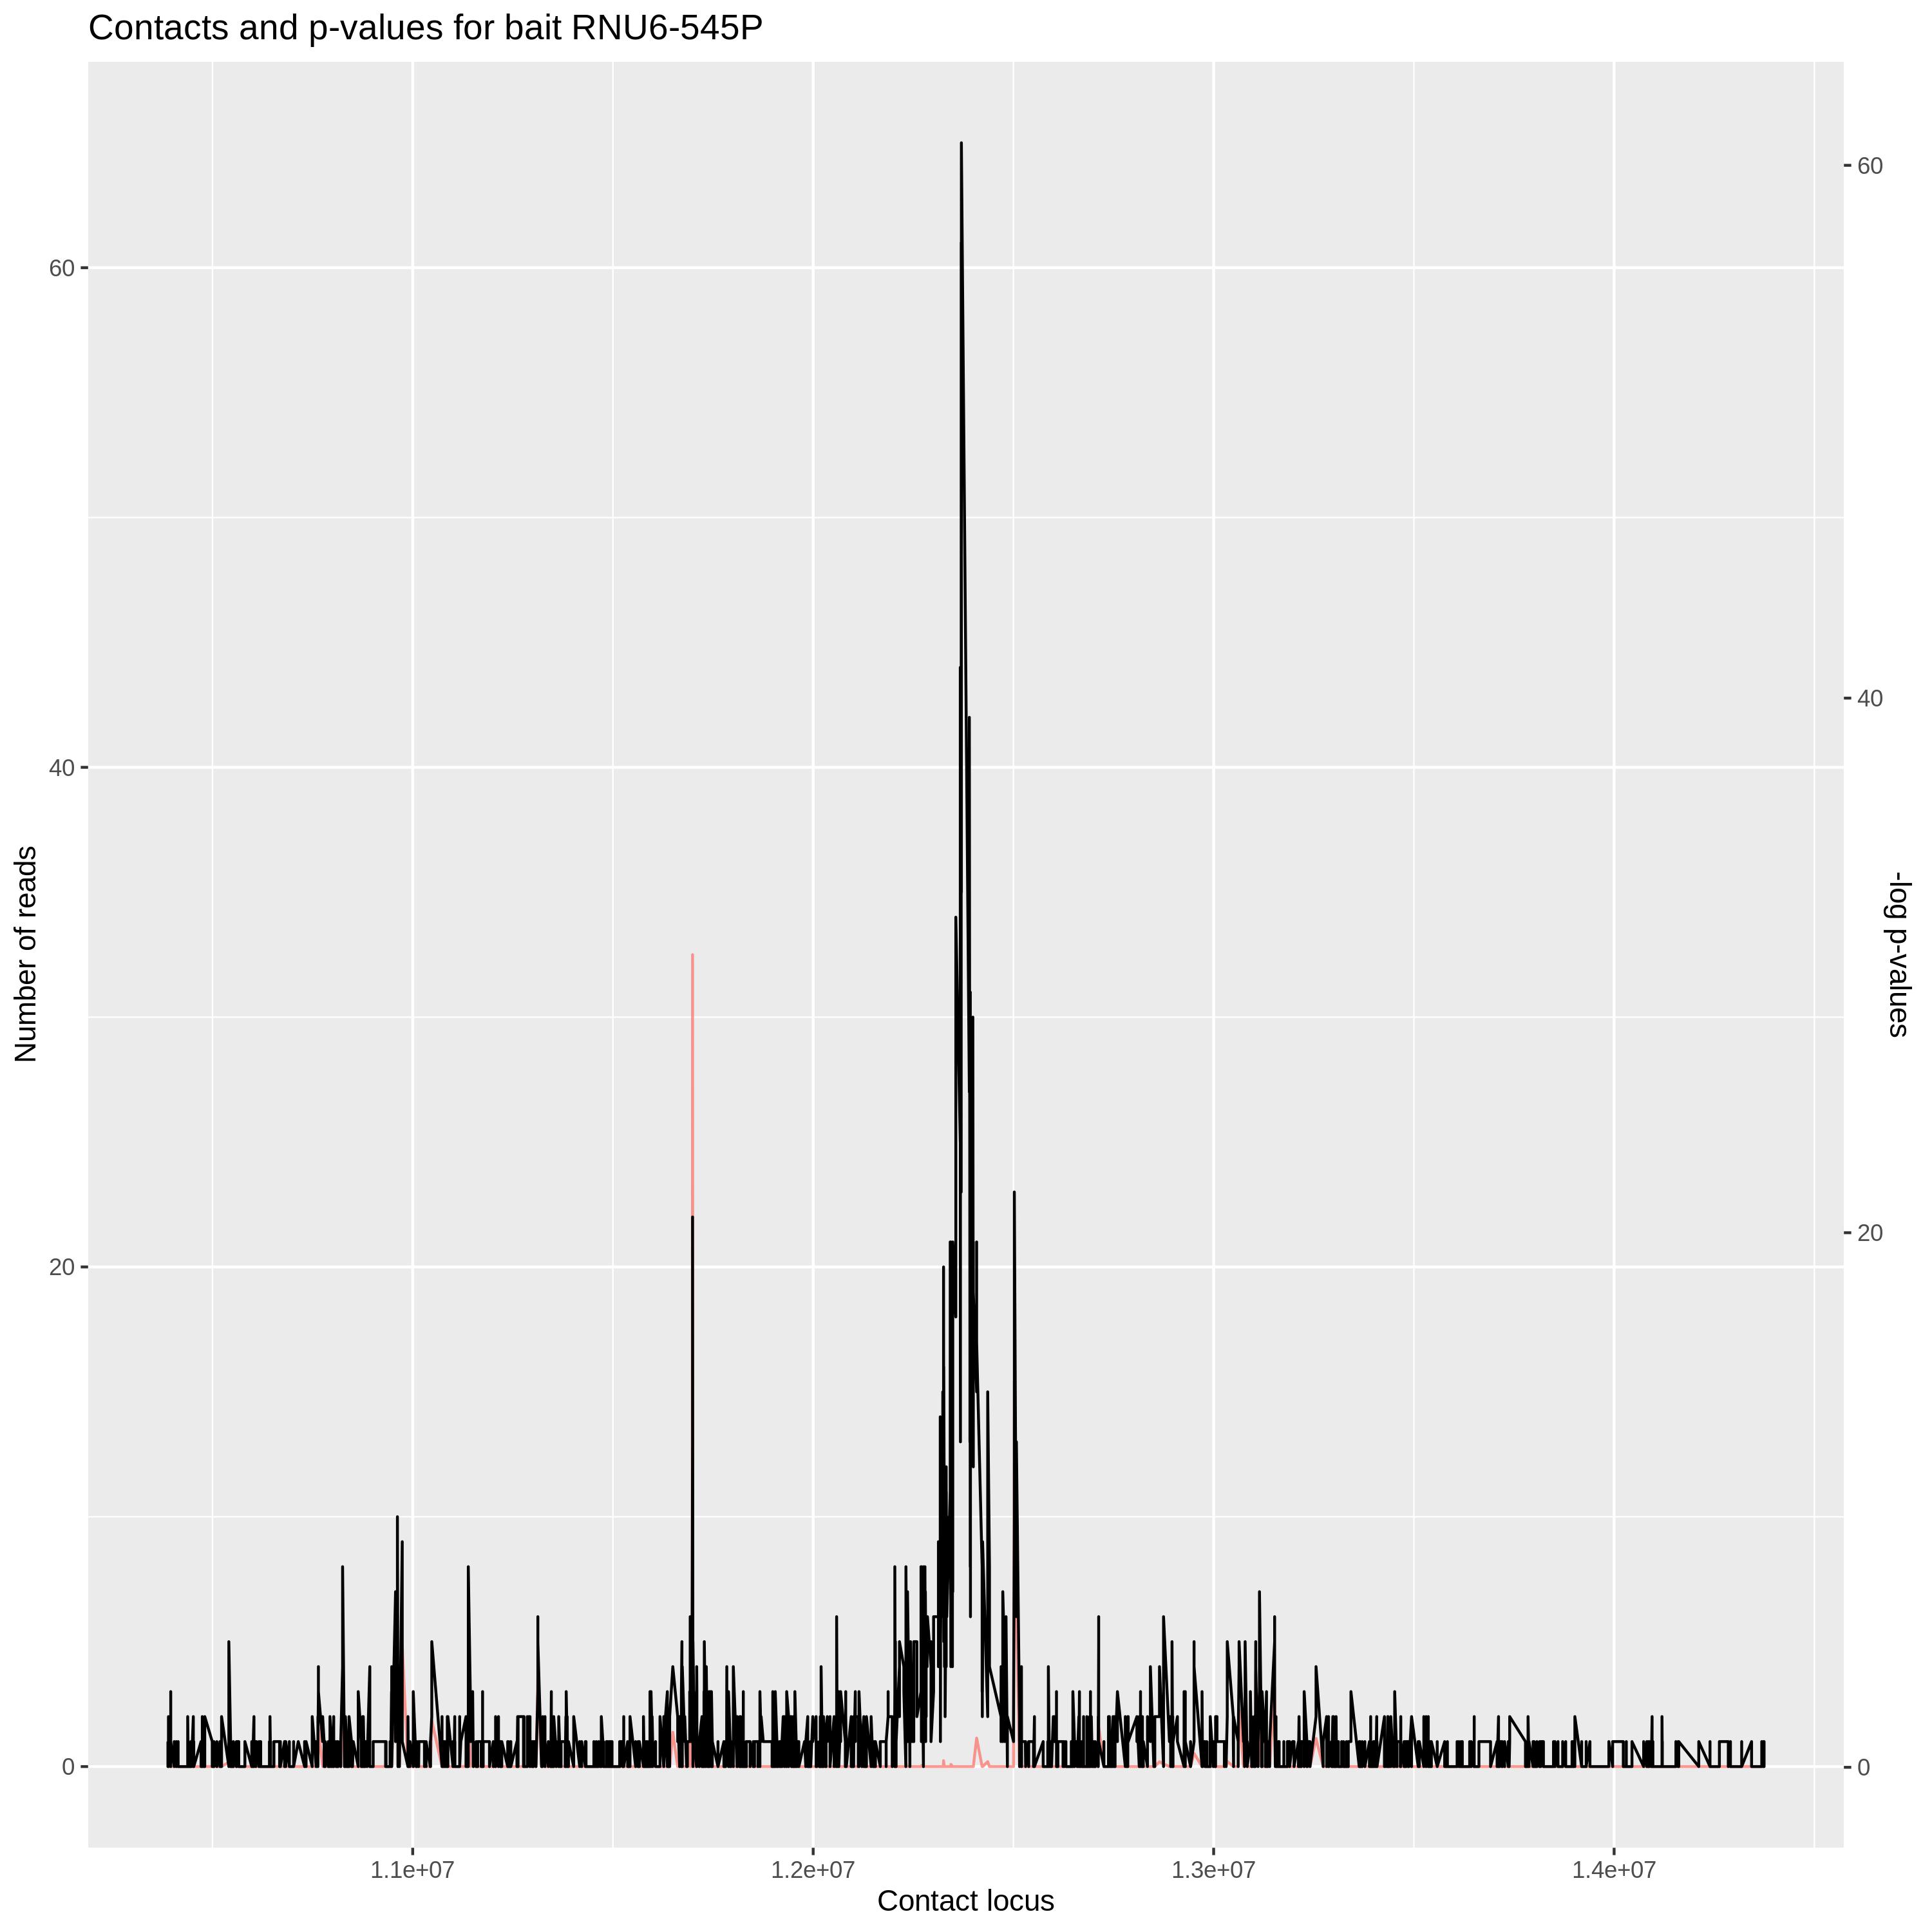 Contacts and p-values for bait RNU6-545P
60
40
20
0
Number of reads
60
40
20
0
-log p-values
1.1e+07
1.2e+07
1.3e+07
1.4e+07
Contact locus